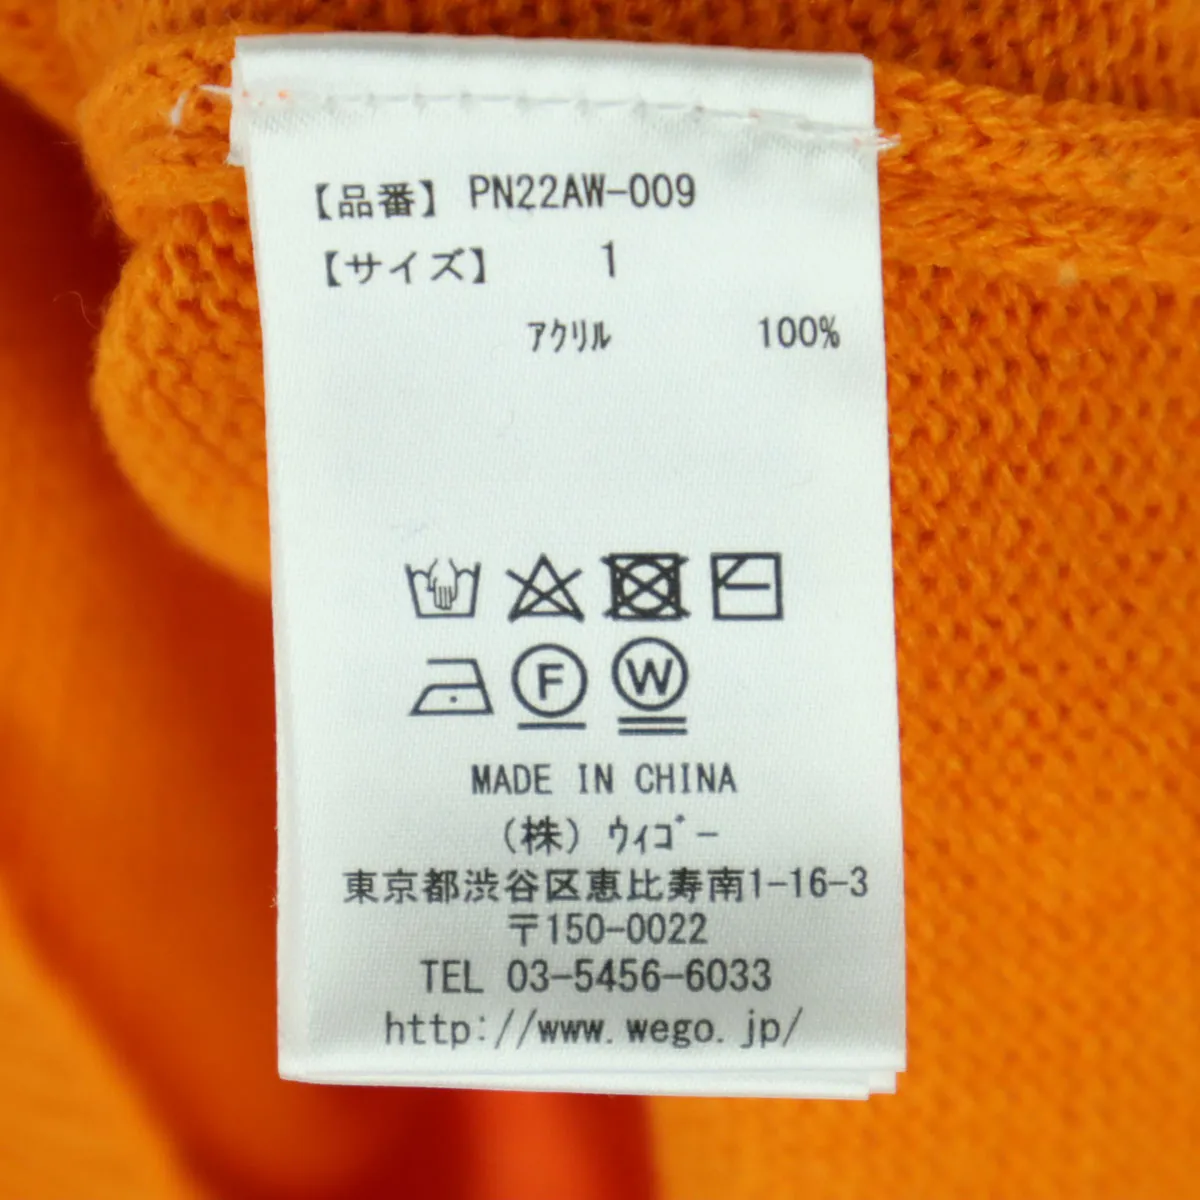 【品番】 PN22AW-009
【サイズ】 1
ｱｸﾘﾙ 100%
F W
MADE IN CHINA
(株) ｳｨｺﾞｰ
東京都渋谷区恵比寿南1-16-3
〒150-0022
TEL 03-5456-6033
http://www.wego.jp/